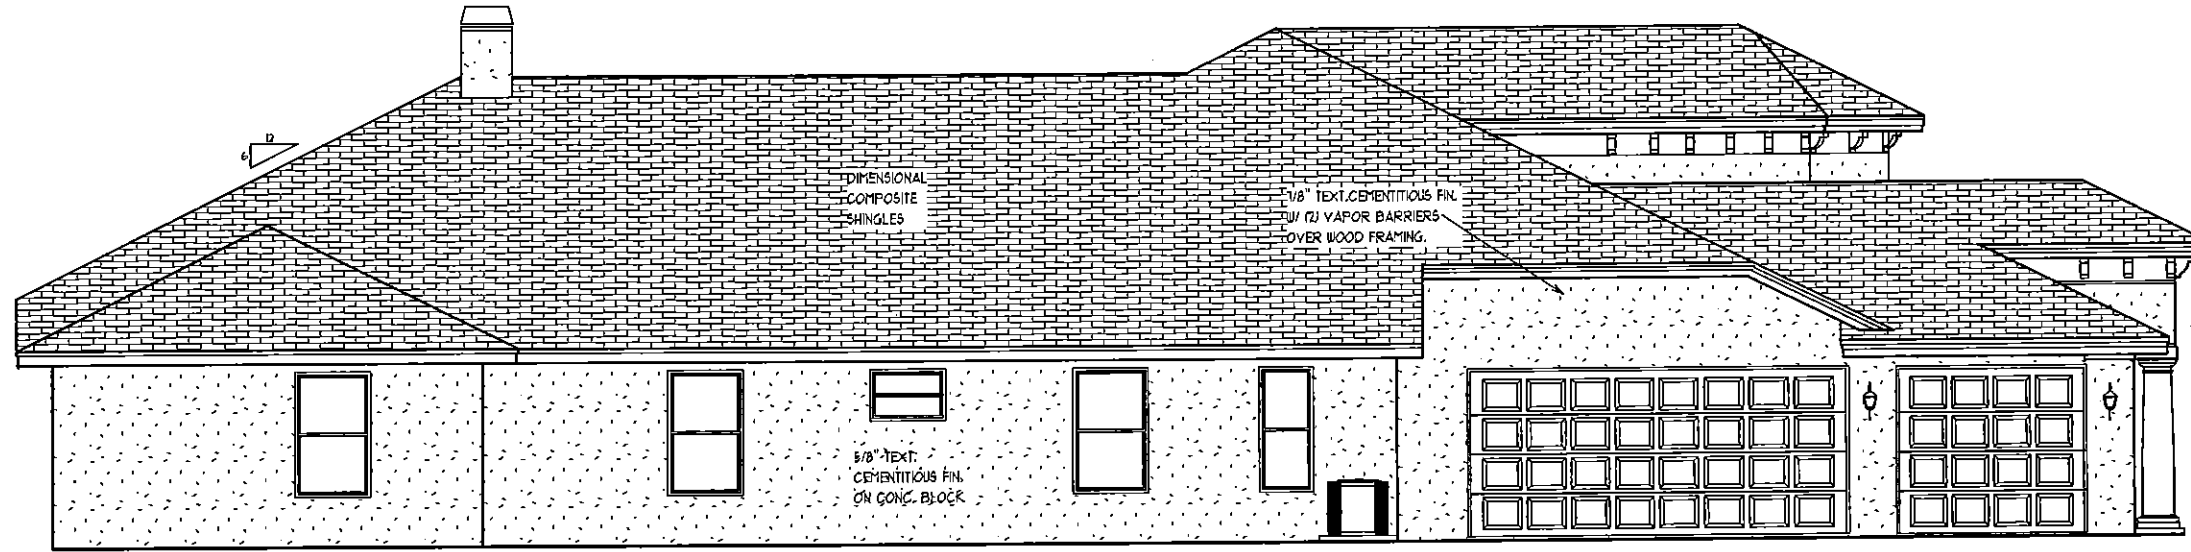 12
6
DIMENSIONAL
COMPOSITE
SHINGLES
7/8" TEXT.CEMENTITIOUS FIN.
W/ (2) VAPOR BARRIERS
OVER WOOD FRAMING.
5/8" TEXT.
CEMENTITIOUS FIN.
ON CONC. BLOCK